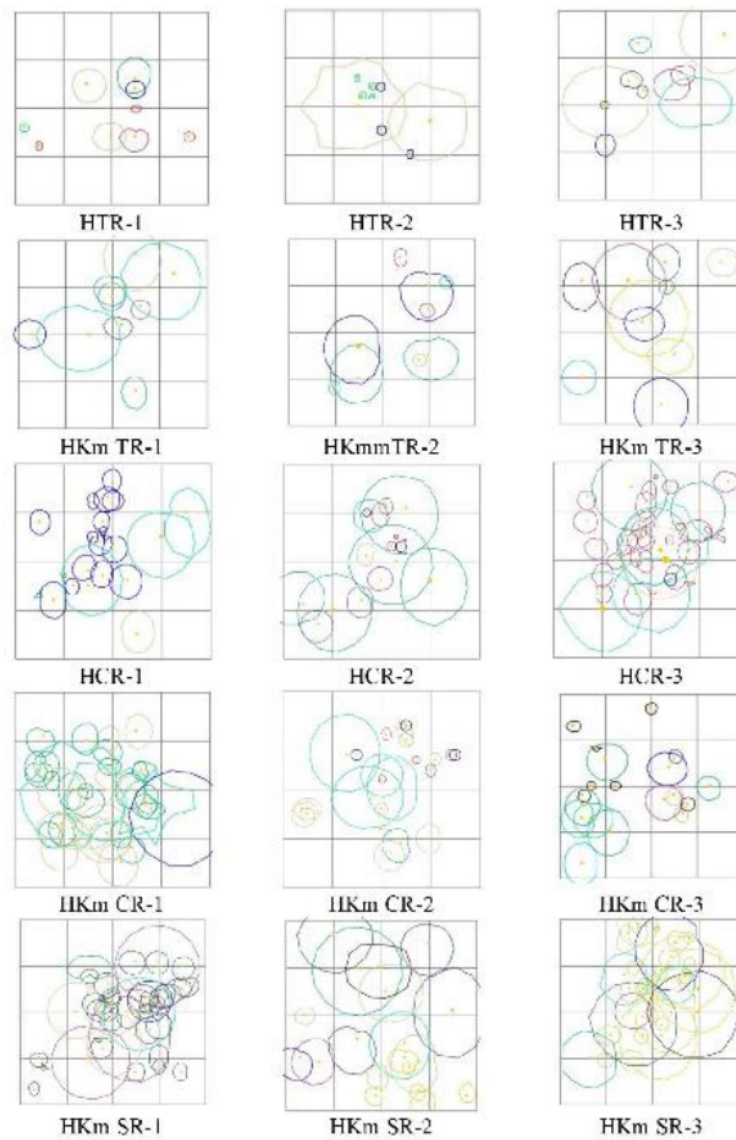 HTR-1 HTR-2 HTR-3
HKm TR-1 HKmmTR-2 HKm TR-3
HCR-1 HCR-2 HCR-3
HKm CR-1 HKm CR-2 HKm CR-3
HKm SR-1 HKm SR-2 HKm SR-3